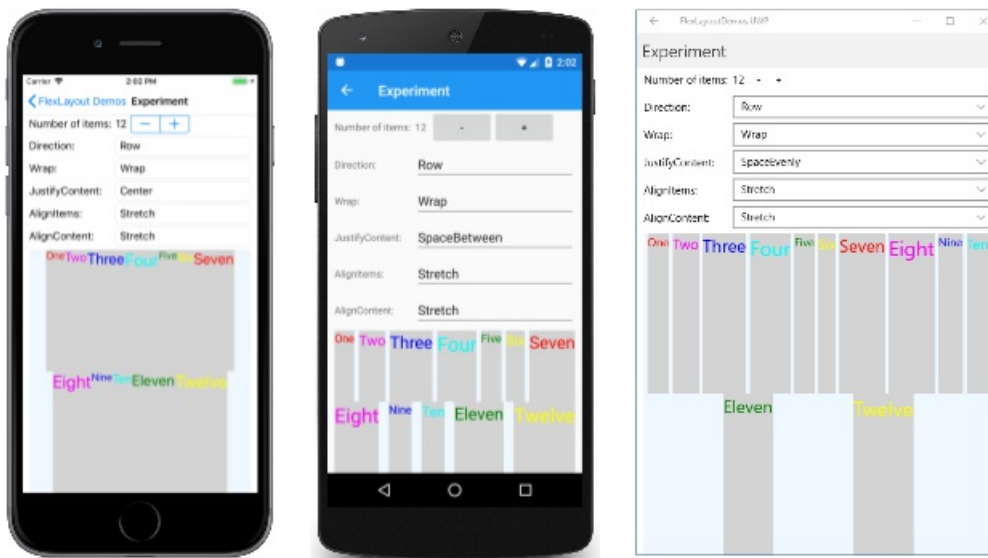 Carrier 2:02 PM
FlexLayout Demos Experiment
Number of items: 12 − +
Direction: Row
Wrap: Wrap
JustifyContent: Center
AlignItems: Stretch
AlignContent: Stretch
One Two Three Four Five Six Seven
Eight Nine Ten Eleven Twelve
2:02
Experiment
Number of items: 12 - +
Direction: Row
Wrap: Wrap
JustifyContent: SpaceBetween
AlignItems: Stretch
AlignContent: Stretch
One Two Three Four Five Six Seven
Eight Nine Ten Eleven Twelve
FlexLayoutDemos.UWP
Experiment
Number of items: 12 - +
Direction: Row
Wrap: Wrap
JustifyContent: SpaceEvenly
AlignItems: Stretch
AlignContent: Stretch
One Two Three Four Five Six Seven Eight Nine Ten
Eleven Twelve